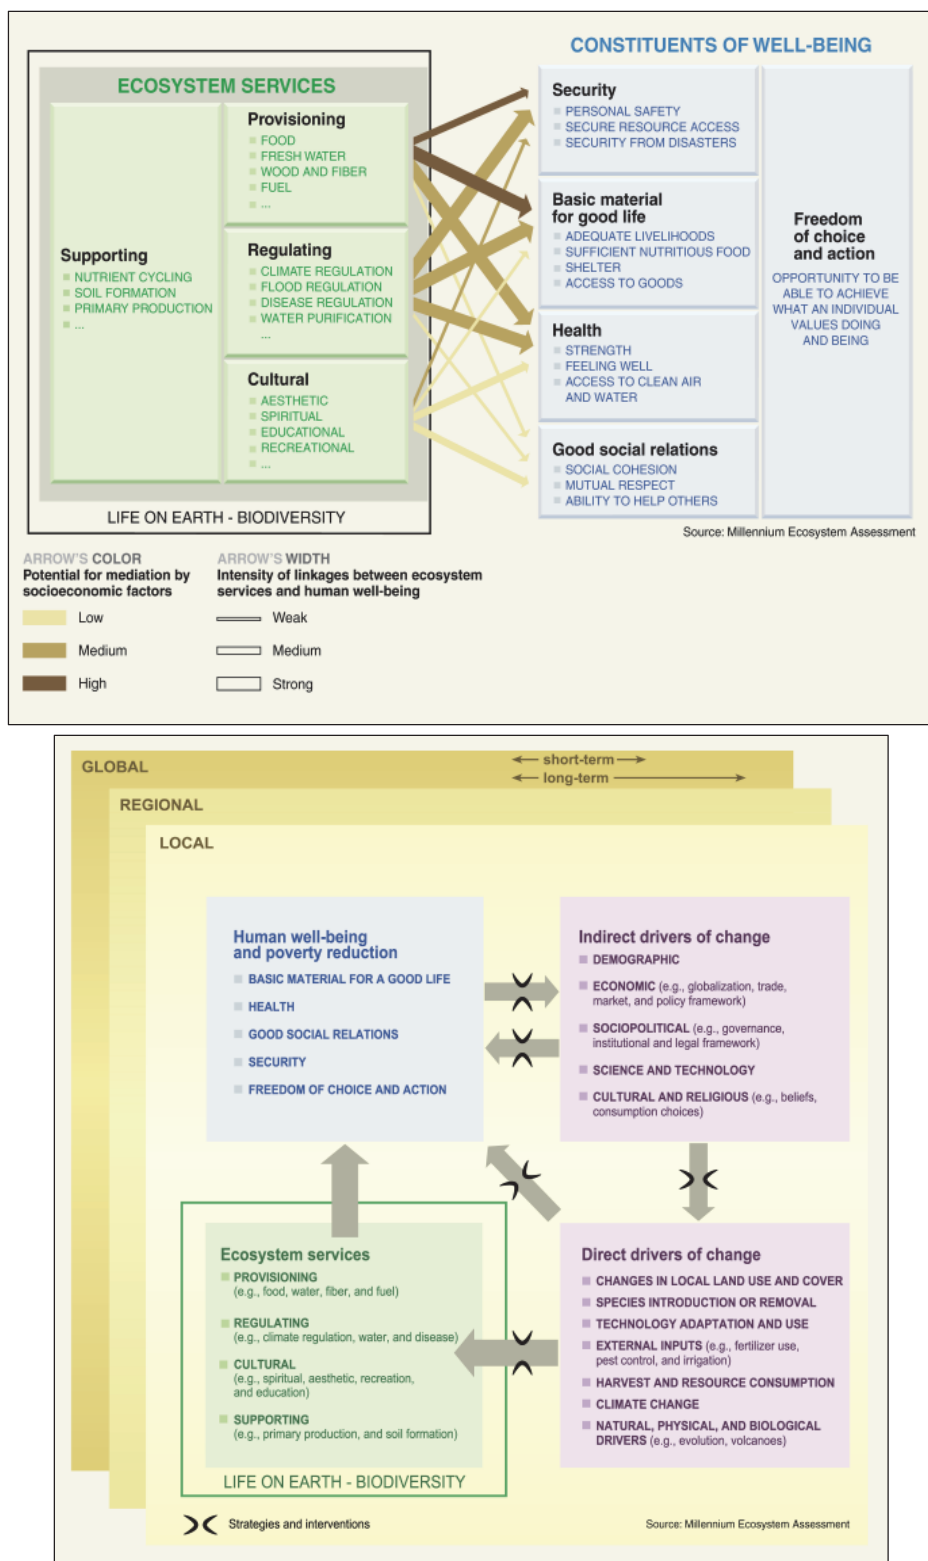 CONSTITUENTS OF WELL-BEING
ECOSYSTEM SERVICES
Supporting
NUTRIENT CYCLING
SOIL FORMATION
PRIMARY PRODUCTION
...
Provisioning
FOOD
FRESH WATER
WOOD AND FIBER
FUEL
...
Regulating
CLIMATE REGULATION
FLOOD REGULATION
DISEASE REGULATION
WATER PURIFICATION
...
Cultural
AESTHETIC
SPIRITUAL
EDUCATIONAL
RECREATIONAL
...
LIFE ON EARTH - BIODIVERSITY
Security
PERSONAL SAFETY
SECURE RESOURCE ACCESS
SECURITY FROM DISASTERS
Basic material
for good life
ADEQUATE LIVELIHOODS
SUFFICIENT NUTRITIOUS FOOD
SHELTER
ACCESS TO GOODS
Health
STRENGTH
FEELING WELL
ACCESS TO CLEAN AIR
AND WATER
Good social relations
SOCIAL COHESION
MUTUAL RESPECT
ABILITY TO HELP OTHERS
Freedom
of choice
and action
OPPORTUNITY TO BE
ABLE TO ACHIEVE
WHAT AN INDIVIDUAL
VALUES DOING
AND BEING
Source: Millennium Ecosystem Assessment
ARROW'S COLOR
Potential for mediation by
socioeconomic factors
Low
Medium
High
ARROW'S WIDTH
Intensity of linkages between ecosystem
services and human well-being
Weak
Medium
Strong
GLOBAL
short-term
long-term
REGIONAL
LOCAL
Human well-being
and poverty reduction
BASIC MATERIAL FOR A GOOD LIFE
HEALTH
GOOD SOCIAL RELATIONS
SECURITY
FREEDOM OF CHOICE AND ACTION
Indirect drivers of change
DEMOGRAPHIC
ECONOMIC (e.g., globalization, trade,
market, and policy framework)
SOCIOPOLITICAL (e.g., governance,
institutional and legal framework)
SCIENCE AND TECHNOLOGY
CULTURAL AND RELIGIOUS (e.g., beliefs,
consumption choices)
Ecosystem services
PROVISIONING
(e.g., food, water, fiber, and fuel)
REGULATING
(e.g., climate regulation, water, and disease)
CULTURAL
(e.g., spiritual, aesthetic, recreation,
and education)
SUPPORTING
(e.g., primary production, and soil formation)
LIFE ON EARTH - BIODIVERSITY
Direct drivers of change
CHANGES IN LOCAL LAND USE AND COVER
SPECIES INTRODUCTION OR REMOVAL
TECHNOLOGY ADAPTATION AND USE
EXTERNAL INPUTS (e.g., fertilizer use,
pest control, and irrigation)
HARVEST AND RESOURCE CONSUMPTION
CLIMATE CHANGE
NATURAL, PHYSICAL, AND BIOLOGICAL
DRIVERS (e.g., evolution, volcanoes)
Strategies and interventions
Source: Millennium Ecosystem Assessment